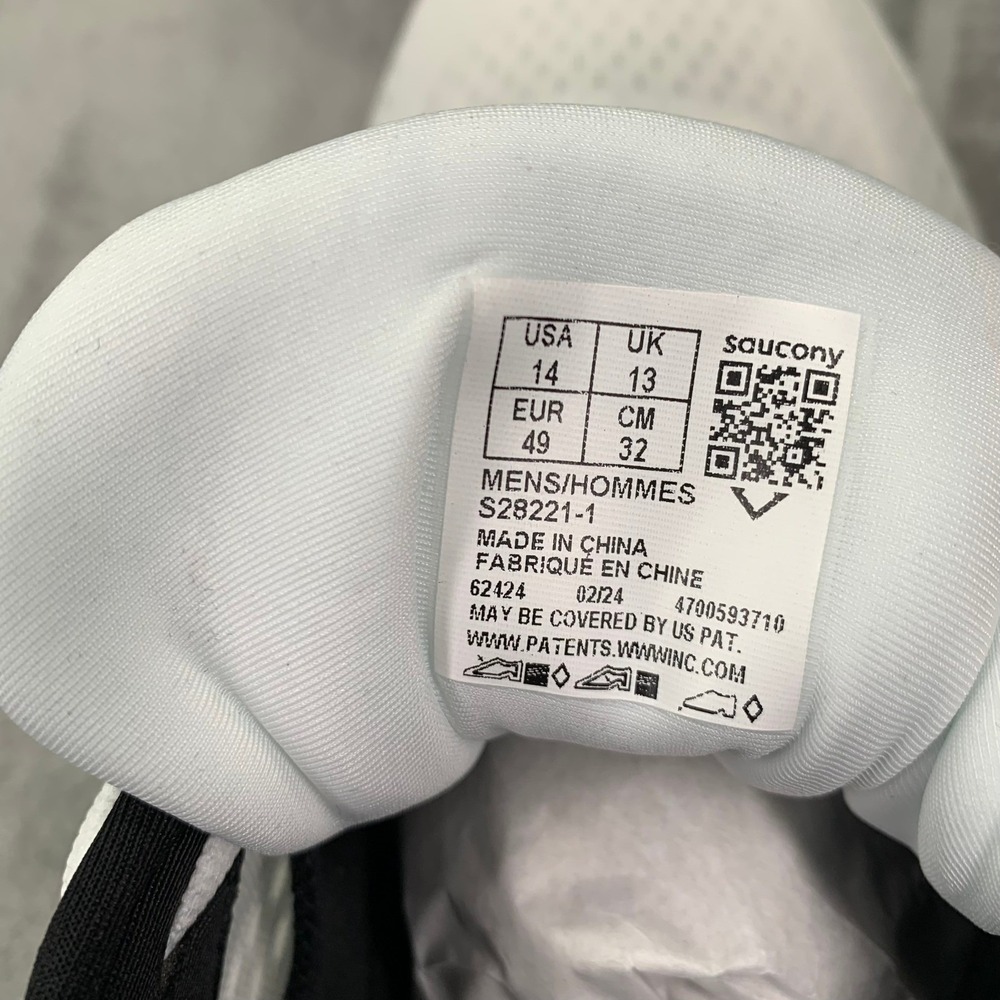 USA UK
14 13
EUR CM
49 32
saucony
MENS/HOMMES
S28221-1
MADE IN CHINA
FABRIQUÉ EN CHINE
62424 02/24 4700593710
MAY BE COVERED BY US PAT.
WWW.PATENTS.WWWINC.COM